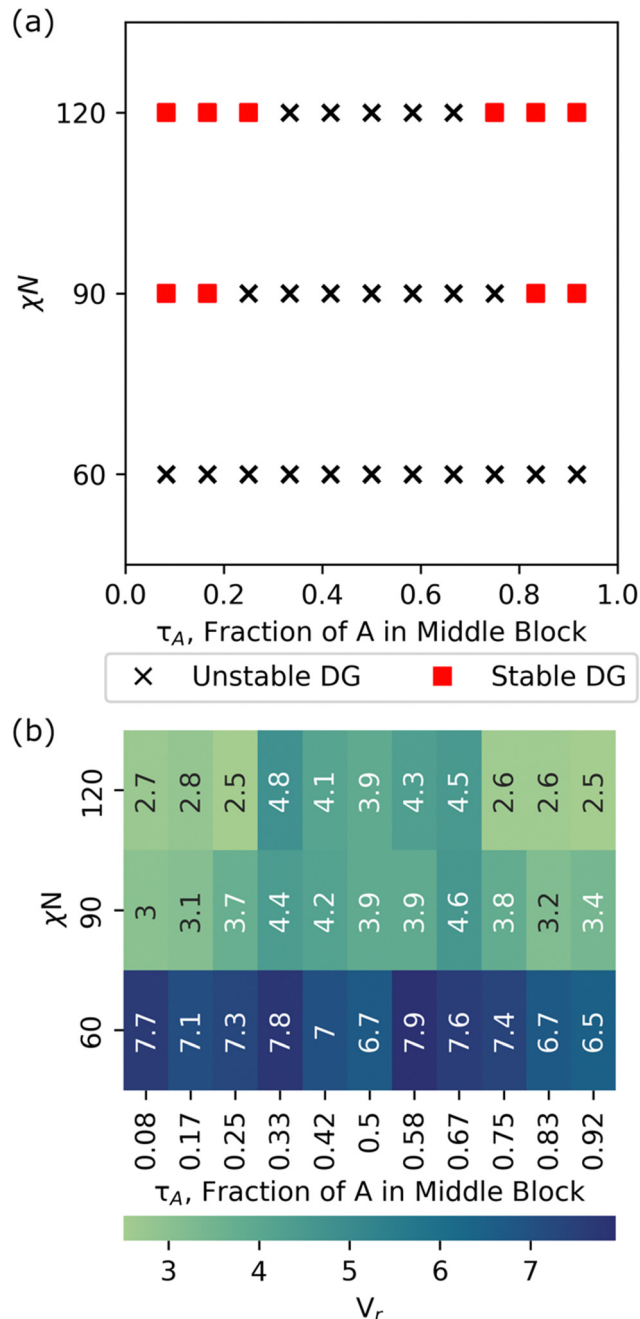 (a)
120
90
60
χN
0.0 0.2 0.4 0.6 0.8 1.0
τA, Fraction of A in Middle Block
Unstable DG Stable DG
(b)
120 2.7 2.8 2.5 4.8 4.1 3.9 4.3 4.5 2.6 2.6 2.5
90 3 3.1 3.7 4.4 4.2 3.9 3.9 4.6 3.8 3.2 3.4
60 7.7 7.1 7.3 7.8 7 6.7 7.9 7.6 7.4 6.7 6.5
χN
0.08 0.17 0.25 0.33 0.42 0.5 0.58 0.67 0.75 0.83 0.92
τA, Fraction of A in Middle Block
3 4 5 6 7
Vr